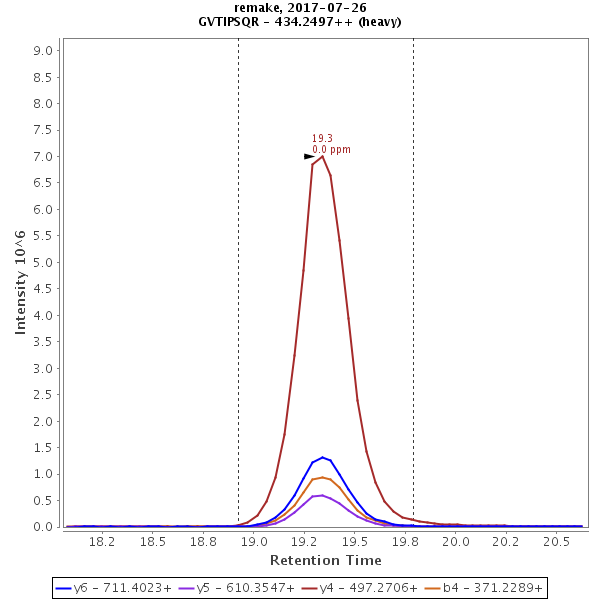 remake, 2017-07-26
GVTIPSQR - 434.2497++ (heavy)
9.0
8.5
8.0
7.5
7.0
6.5
6.0
5.5
5.0
4.5
4.0
3.5
3.0
2.5
2.0
1.5
1.0
0.5
0.0
Intensity 10^6
19.3
0.0 ppm
18.2 18.5 18.8 19.0 19.2 19.5 19.8 20.0 20.2 20.5
Retention Time
y6 - 711.4023+ y5 - 610.3547+ y4 - 497.2706+ b4 - 371.2289+